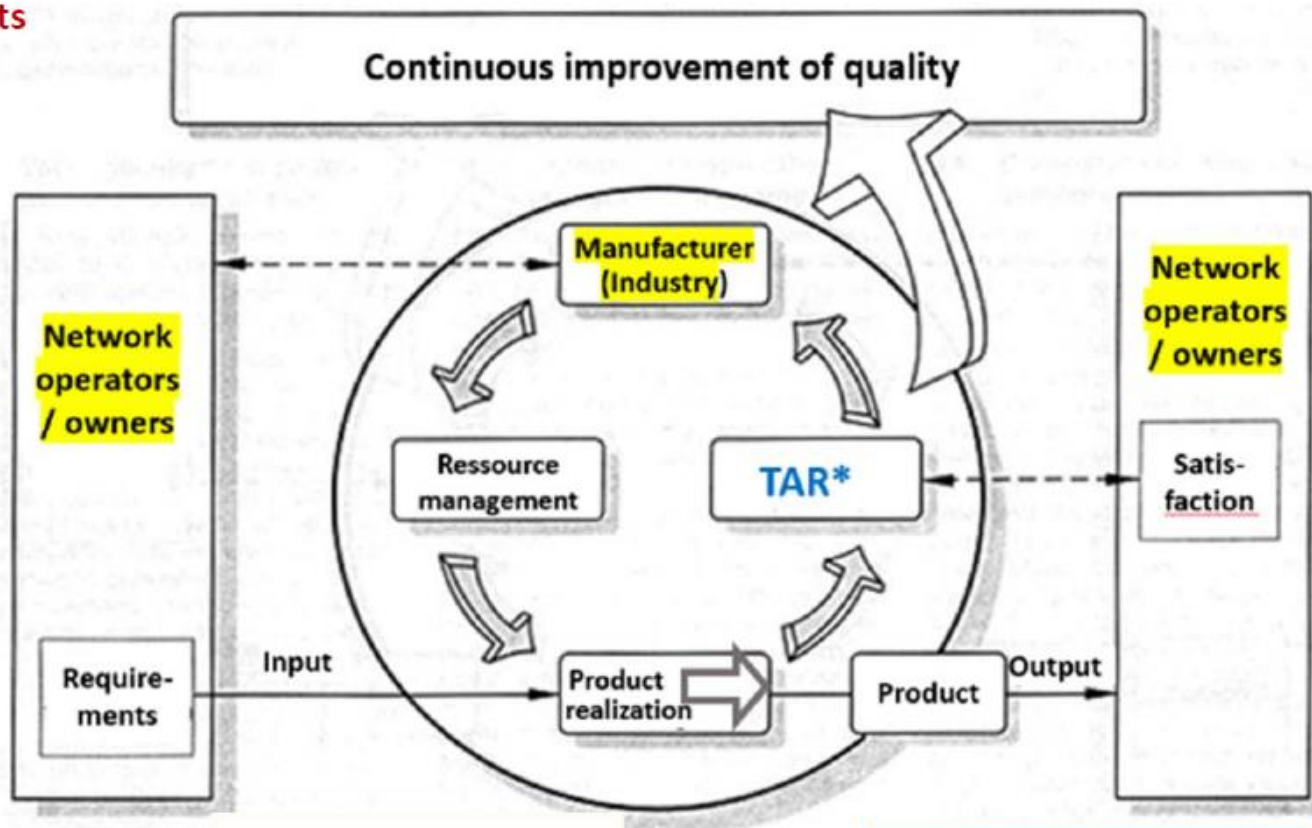 ts
Continuous improvement of quality
Manufacturer
(Industry)
Network
operators
/ owners
Network
operators
/ owners
Ressource
management
TAR*
Satis-
faction
Require-
ments
Input
Product
realization
Product
Output